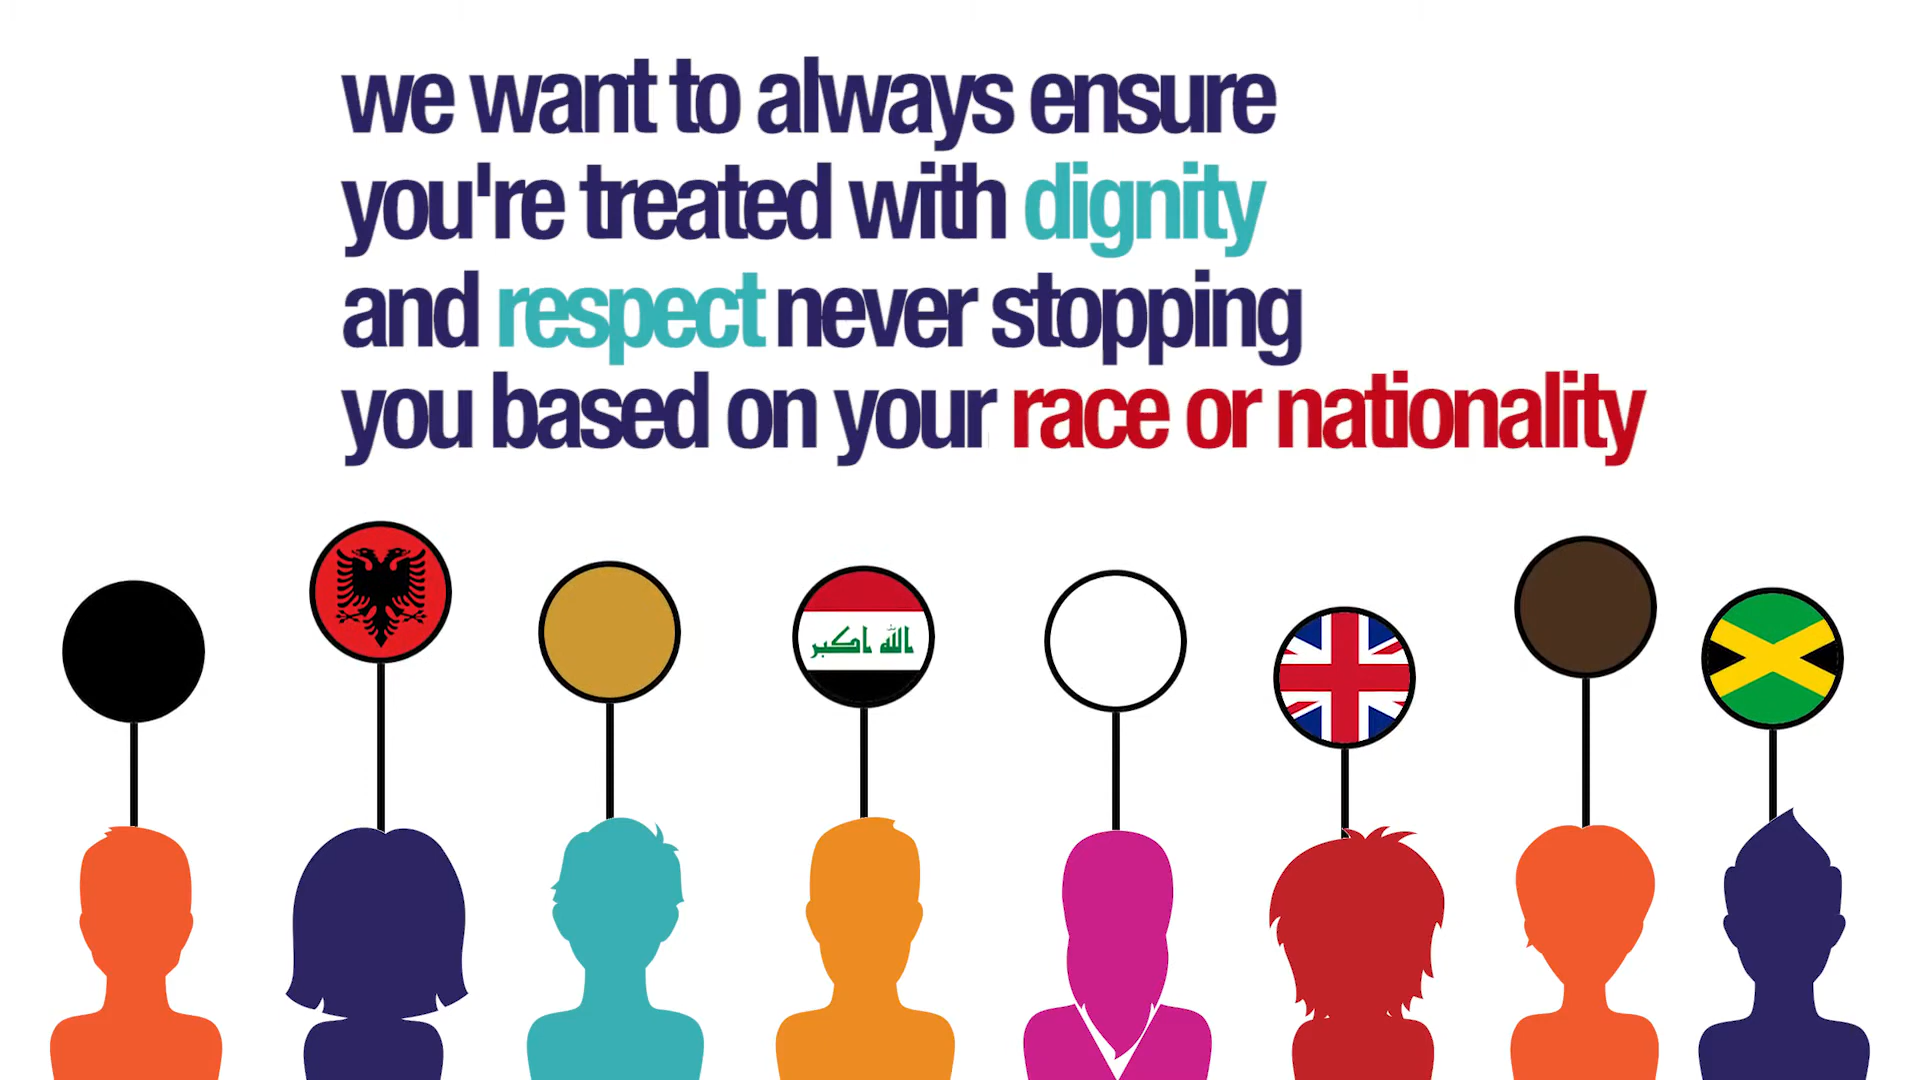 we want to always ensure
you're treated with dignity
and respect never stopping
you based on your race or nationality
الله اكبر